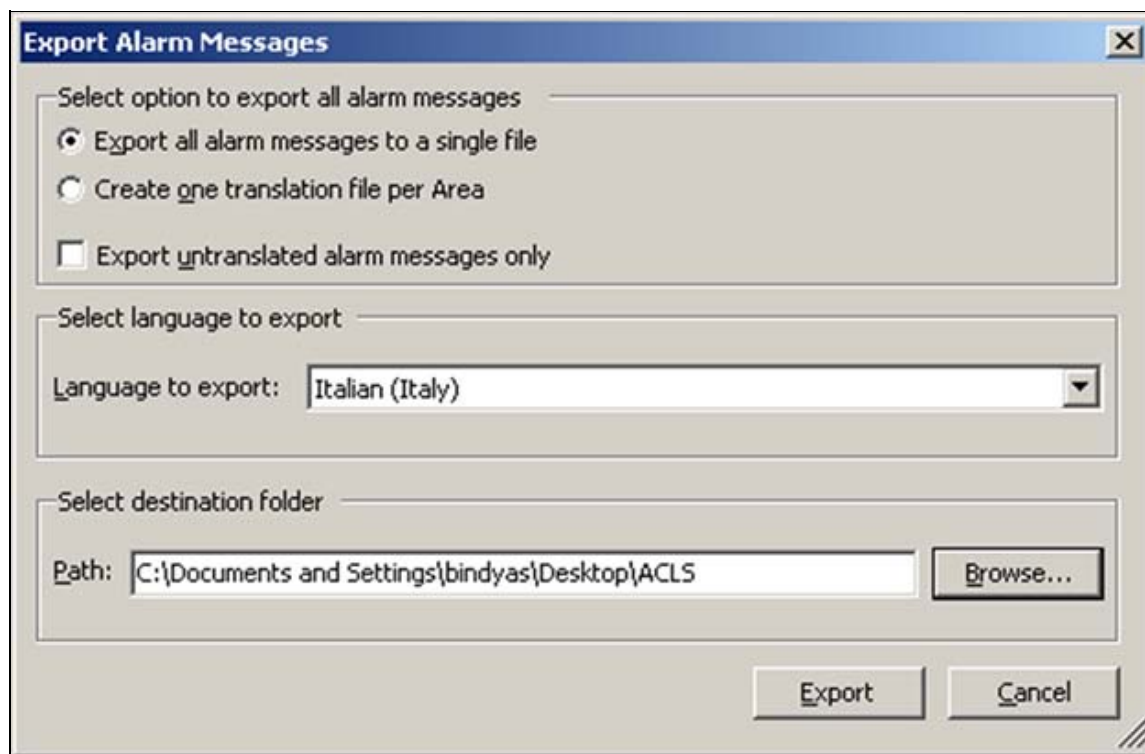 Export Alarm Messages
Select option to export all alarm messages
Export all alarm messages to a single file
Create one translation file per Area
Export untranslated alarm messages only
Select language to export
Language to export: Italian (Italy)
Select destination folder
Path: C:\Documents and Settings\bindyas\Desktop\ACLS Browse...
Export Cancel